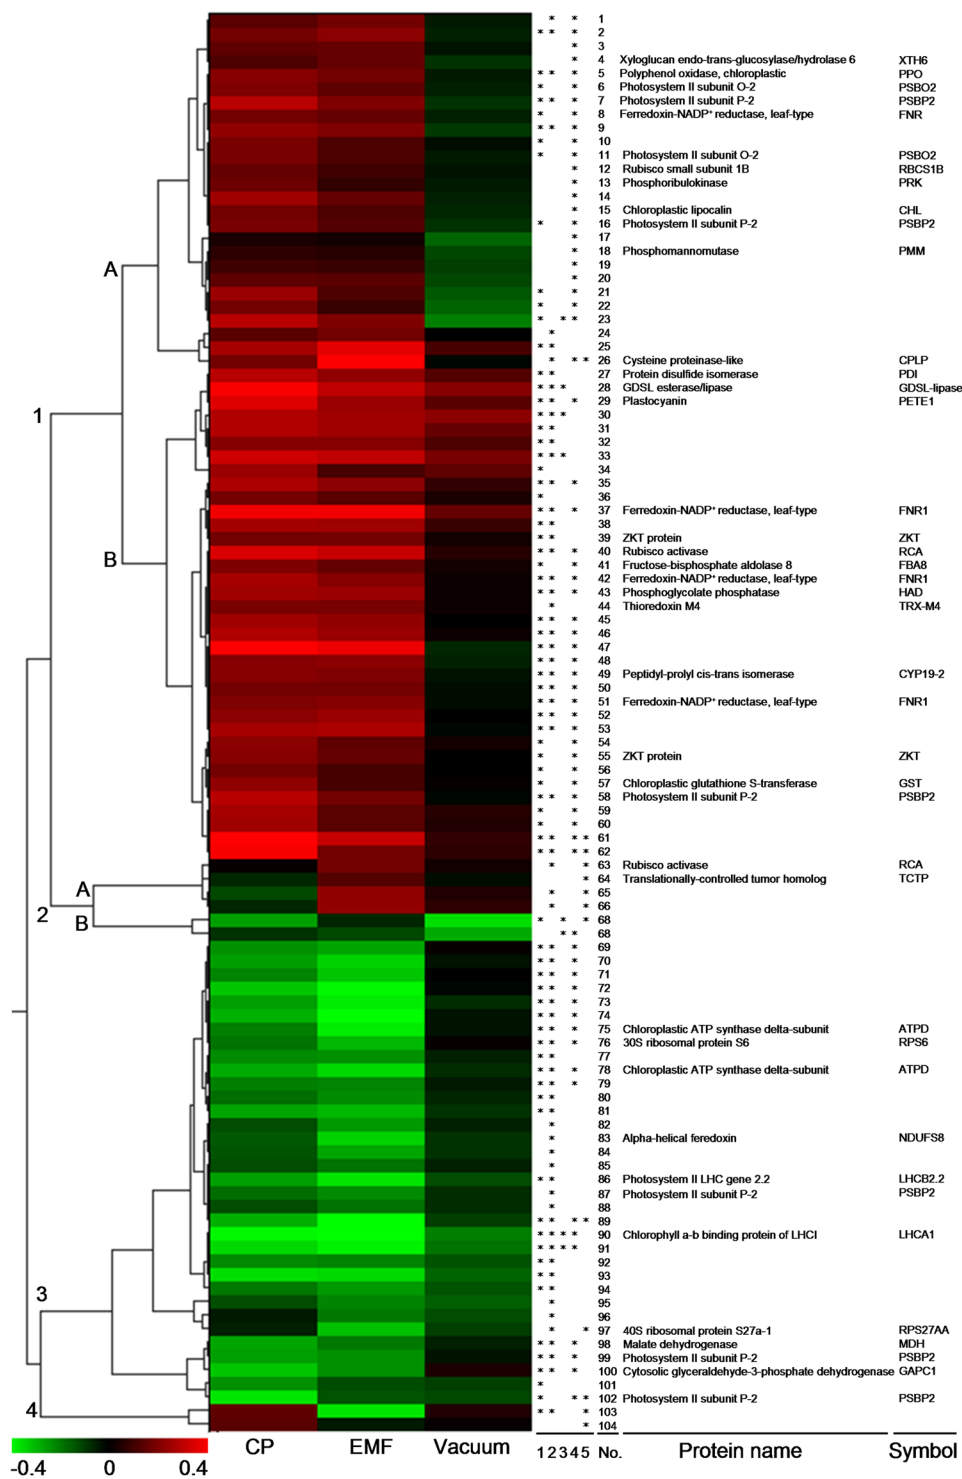 * * 1
* * * 2
* 3
* 4 Xyloglucan endo-trans-glucosylase/hydrolase 6 XTH6
* * * 5 Polyphenol oxidase, chloroplastic PPO
* * 6 Photosystem II subunit O-2 PSBO2
* * * 7 Photosystem II subunit P-2 PSBP2
* * 8 Ferredoxin-NADP⁺ reductase, leaf-type FNR
* * * 9
* * 10
* * 11 Photosystem II subunit O-2 PSBO2
* 12 Rubisco small subunit 1B RBCS1B
* 13 Phosphoribulokinase PRK
* 14
* 15 Chloroplastic lipocalin CHL
* * 16 Photosystem II subunit P-2 PSBP2
* 17
* 18 Phosphomannomutase PMM
A * 19
* 20
* * 21
* * 22
* * * 23
* 24
* * 25
* * * 26 Cysteine proteinase-like CPLP
* * 27 Protein disulfide isomerase PDI
* * * 28 GDSL esterase/lipase GDSL-lipase
* * * 29 Plastocyanin PETE1
1 * * * 30
* * 31
* * 32
* * * 33
* 34
* * * 35
* 36
* * * 37 Ferredoxin-NADP⁺ reductase, leaf-type FNR1
* * 38
* * 39 ZKT protein ZKT
* * * 40 Rubisco activase RCA
B * * 41 Fructose-bisphosphate aldolase 8 FBA8
* * * 42 Ferredoxin-NADP⁺ reductase, leaf-type FNR1
* * * 43 Phosphoglycolate phosphatase HAD
* 44 Thioredoxin M4 TRX-M4
* * * 45
* * * 46
* * * 47
* * * 48
* * * 49 Peptidyl-prolyl cis-trans isomerase CYP19-2
* * * 50
* * * 51 Ferredoxin-NADP⁺ reductase, leaf-type FNR1
* * * 52
* * * 53
* * 54
* * 55 ZKT protein ZKT
* * 56
* * 57 Chloroplastic glutathione S-transferase GST
* * * 58 Photosystem II subunit P-2 PSBP2
* * 59
* * 60
* * * * 61
* * * * 62
* * 63 Rubisco activase RCA
* 64 Translationally-controlled tumor homolog TCTP
A * * 65
* * 66
2 * * * 68
B * * 68
* * * 69
* * * 70
* * * 71
* * * 72
* * * 73
* * * 74
* * * 75 Chloroplastic ATP synthase delta-subunit ATPD
* * * 76 30S ribosomal protein S6 RPS6
* * 77
* * * 78 Chloroplastic ATP synthase delta-subunit ATPD
* * * 79
* * 80
* * 81
* 82
* 83 Alpha-helical feredoxin NDUFS8
* 84
* 85
* * 86 Photosystem II LHC gene 2.2 LHCB2.2
* 87 Photosystem II subunit P-2 PSBP2
* 88
* * * * 89
* * * * 90 Chlorophyll a-b binding protein of LHCI LHCA1
* * * * 91
* * 92
* * 93
3 * * 94
* 95
* 96
* * 97 40S ribosomal protein S27a-1 RPS27AA
* * * 98 Malate dehydrogenase MDH
* * * 99 Photosystem II subunit P-2 PSBP2
* * * 100 Cytosolic glyceraldehyde-3-phosphate dehydrogenase GAPC1
* 101
* * * 102 Photosystem II subunit P-2 PSBP2
4 * * * 103
* 104
CP EMF Vacuum 12345 No. Protein name Symbol
-0.4 0 0.4